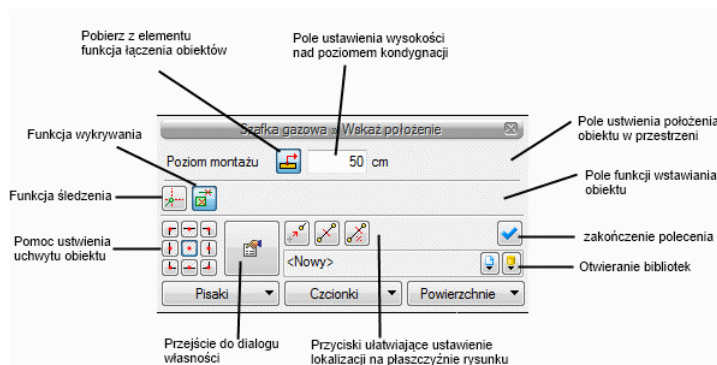 Pobierz z elementu
funkcja łączenia obiektów
Pole ustawienia wysokości
nad poziomem kondygnacji
Szafka gazowa » Wskaż położenie
Funkcja wykrywania
Poziom montażu
50 cm
Pole ustwienia położenia
obiektu w przestrzeni
Pole funkcji wstawiania
obiektu
Funkcja śledzenia
Pomoc ustwienia
uchwytu obiektu
zakończenie polecenia
<Nowy>
Otwieranie bibliotek
Pisaki
Czcionki
Powierzchnie
Przejście do dialogu
własności
Przyciski ułatwiające ustewienie
lokalizacji na płaszczyźnie rysunku